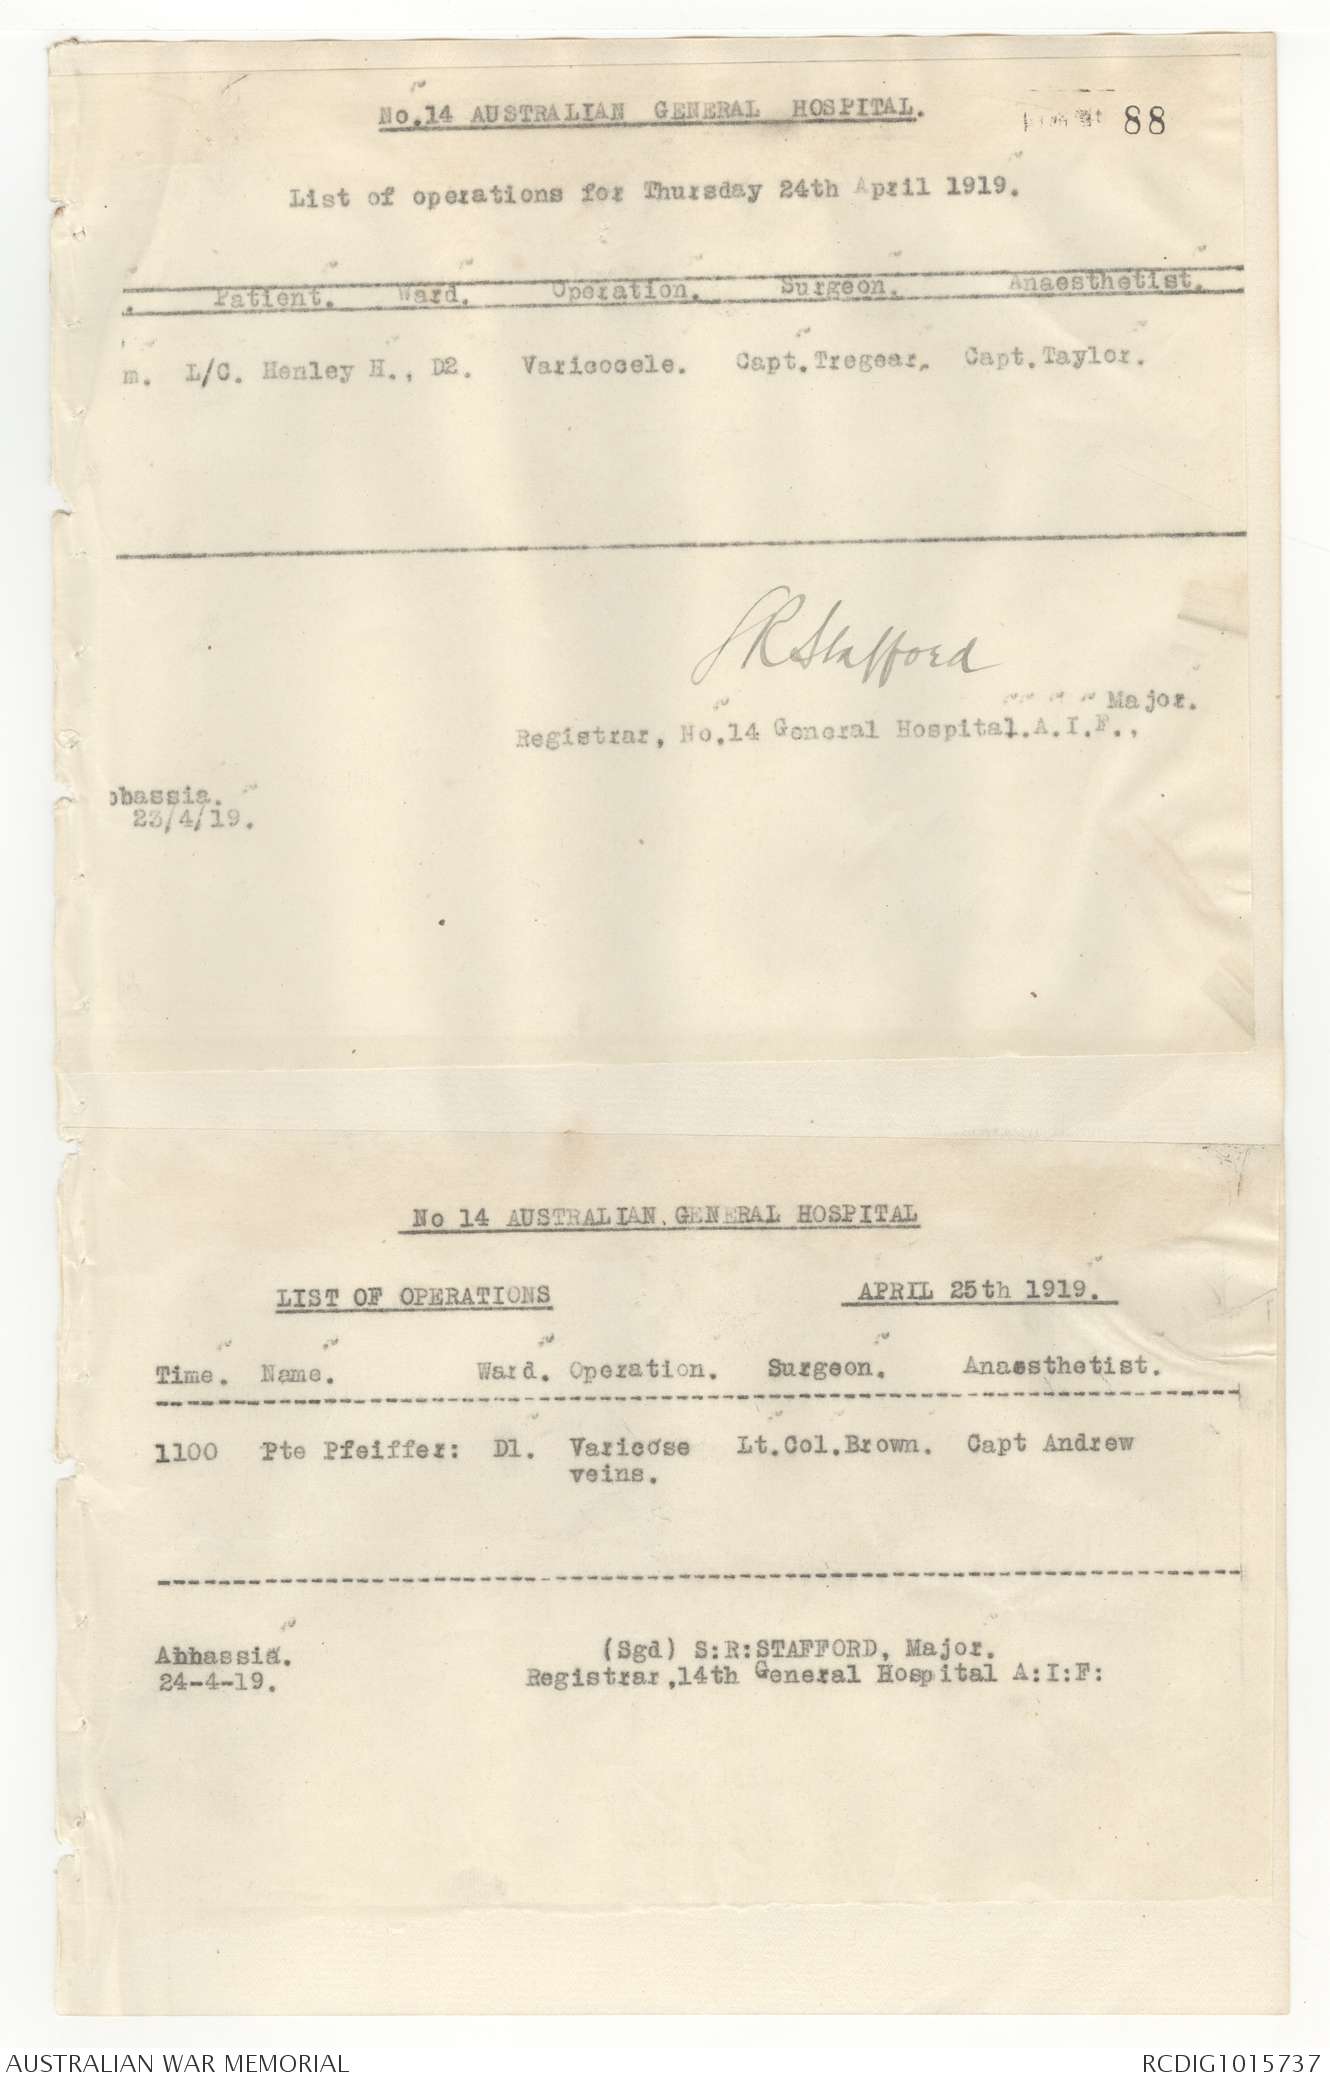 No.14 AUSTRALIAN GENERAL HOSPITAL.
88
List of operations for Thursday 24th April 1919.
. Patient. Ward. Operation. Surgeon. Anaesthetist.
m. L/C. Henley H., D2. Varicocele. Capt.Tregear. Capt.Taylor.
SRStafford
Major.
Registrar, No.14 General Hospital.A.I.F.,
bbassia.
23/4/19.
No 14 AUSTRALIAN GENERAL HOSPITAL
LIST OF OPERATIONS APRIL 25th 1919.
Time. Name. Ward. Operation. Surgeon. Anaesthetist.
1100 Pte Pfeiffer: D1. Varicose Lt.Col.Brown. Capt Andrew
veins.
Abbassia. (Sgd) S:R:STAFFORD, Major.
24-4-19. Registrar,14th General Hospital A:I:F:
AUSTRALIAN WAR MEMORIAL RCDIG1015737